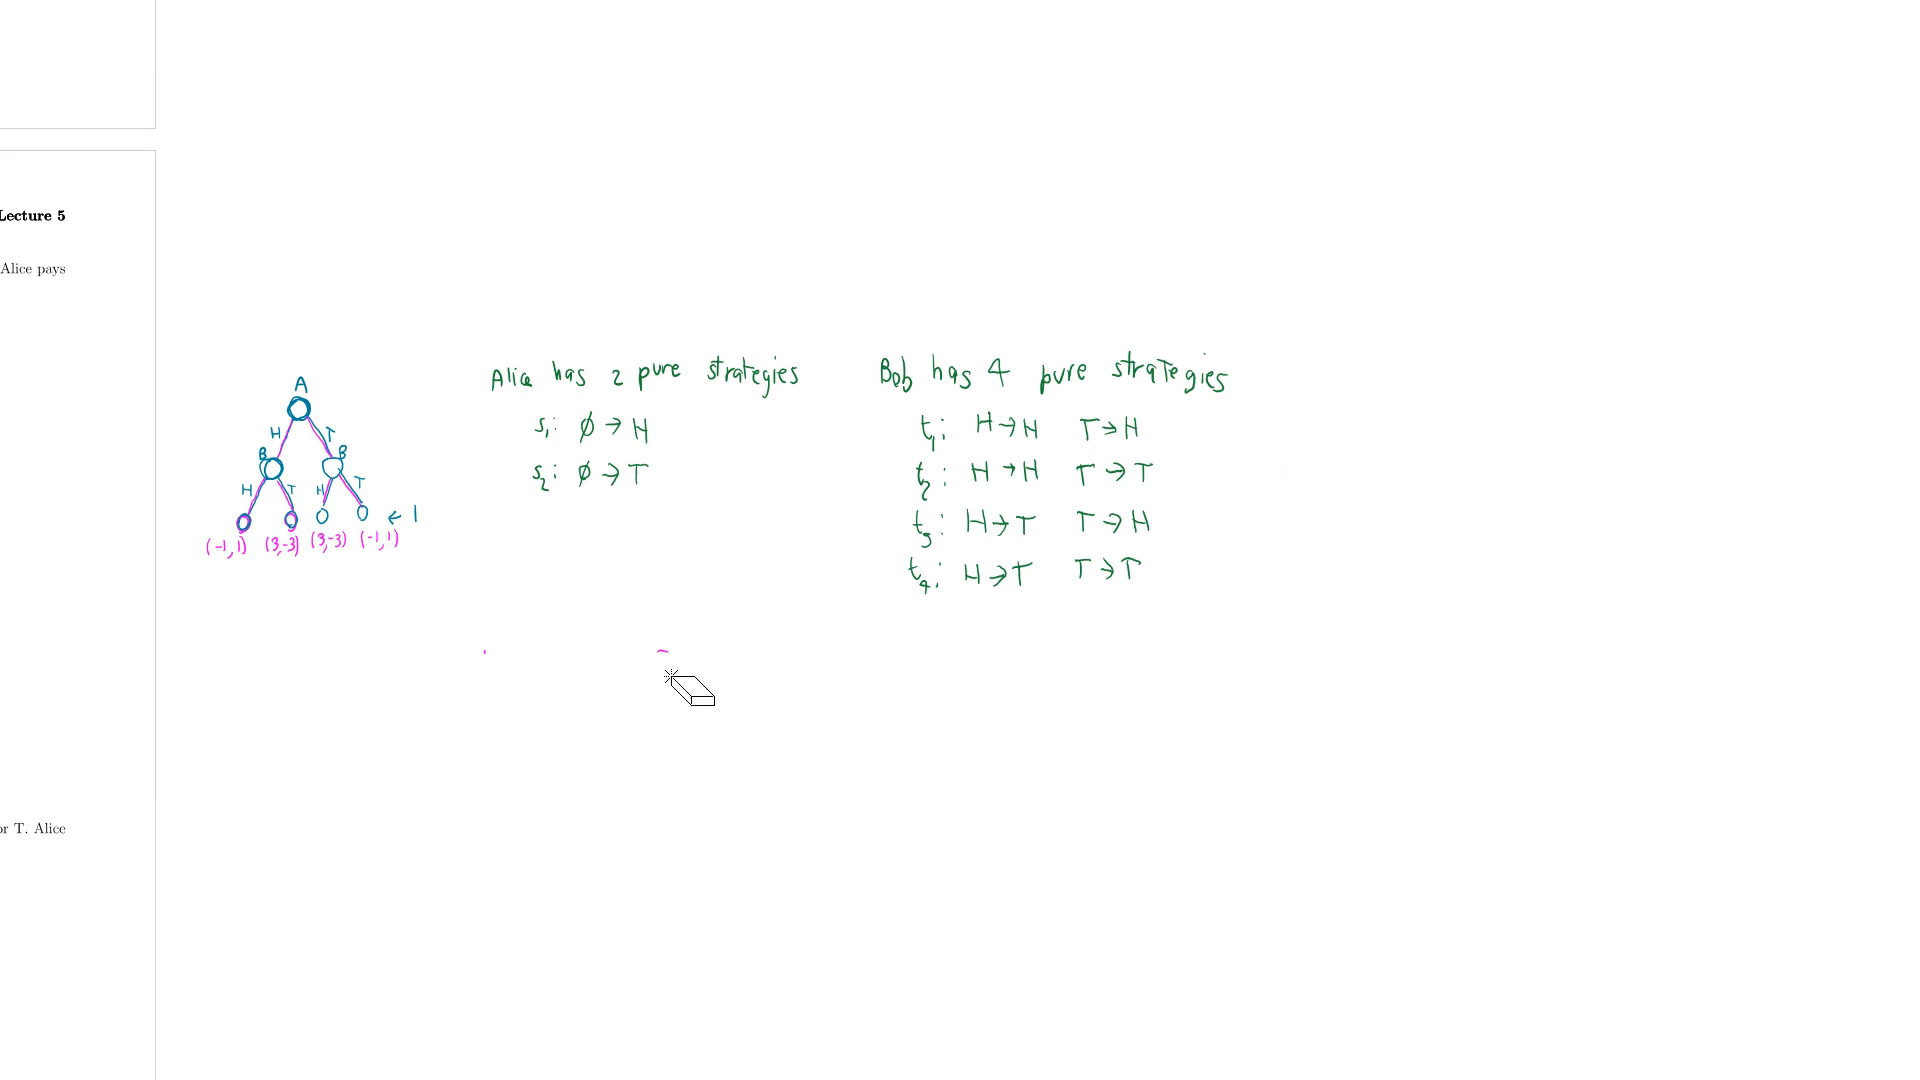 Lecture 5
Alice pays
A
H T
B B
H T H T
← 1
(-1,1) (3,-3) (3,-3) (-1,1)
Alice has 2 pure strategies
s₁: ∅ → H
s₂: ∅ → T
Bob has 4 pure strategies
t₁: H → H T → H
t₂: H → H T → T
t₃: H → T T → H
t₄: H → T T → T
or T. Alice